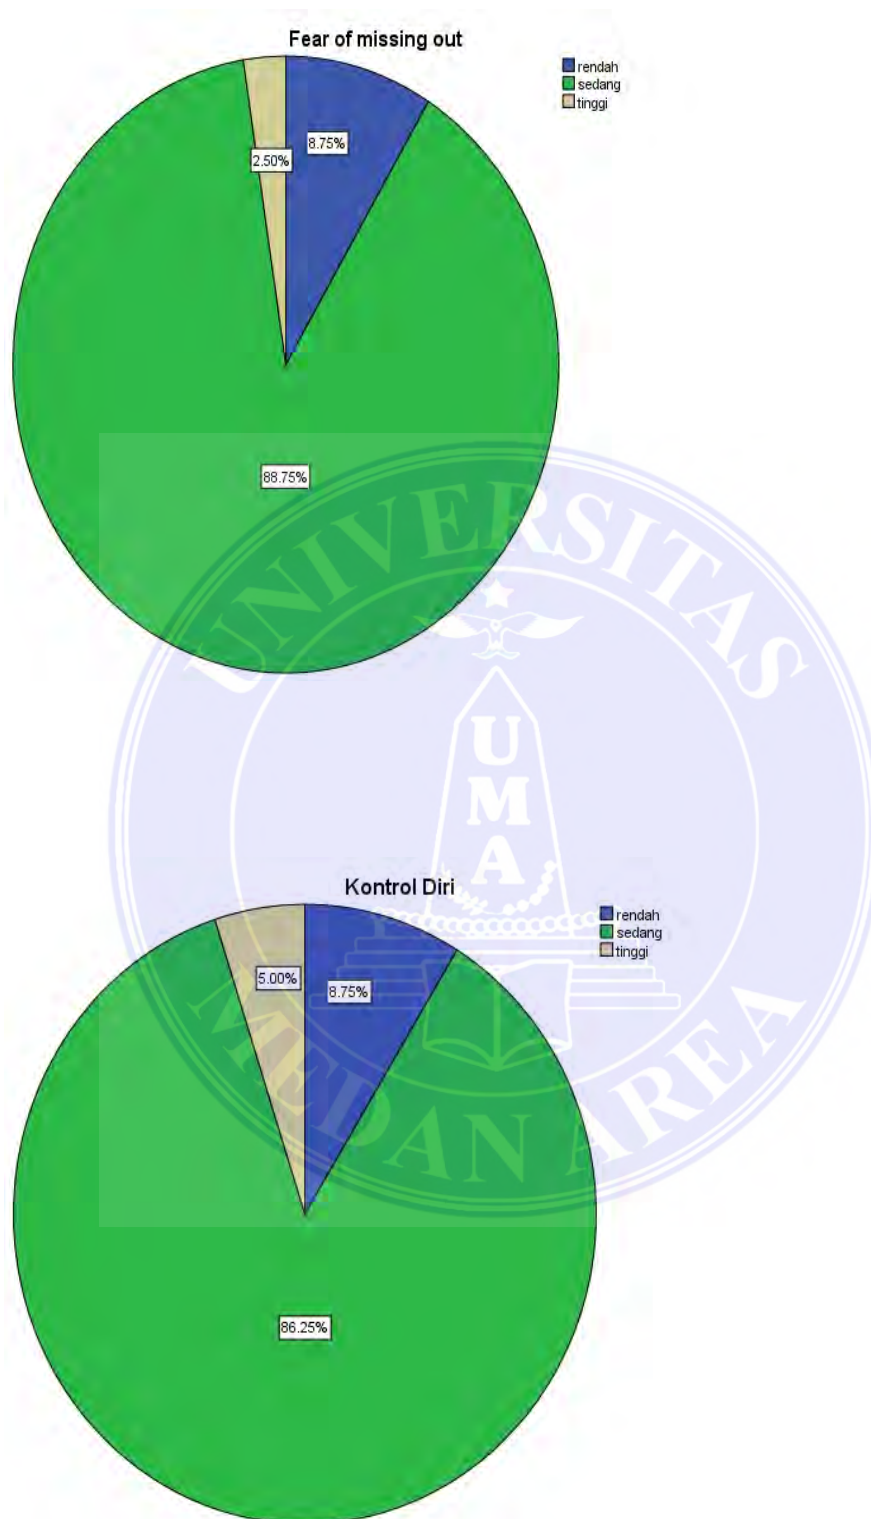 Fear of missing out
rendah
sedang
tinggi
8.75%
2.50%
88.75%
UNIVERSITAS
UMA
Kontrol Diri
rendah
sedang
tinggi
5.00%
8.75%
86.25%
MEDAN AREA